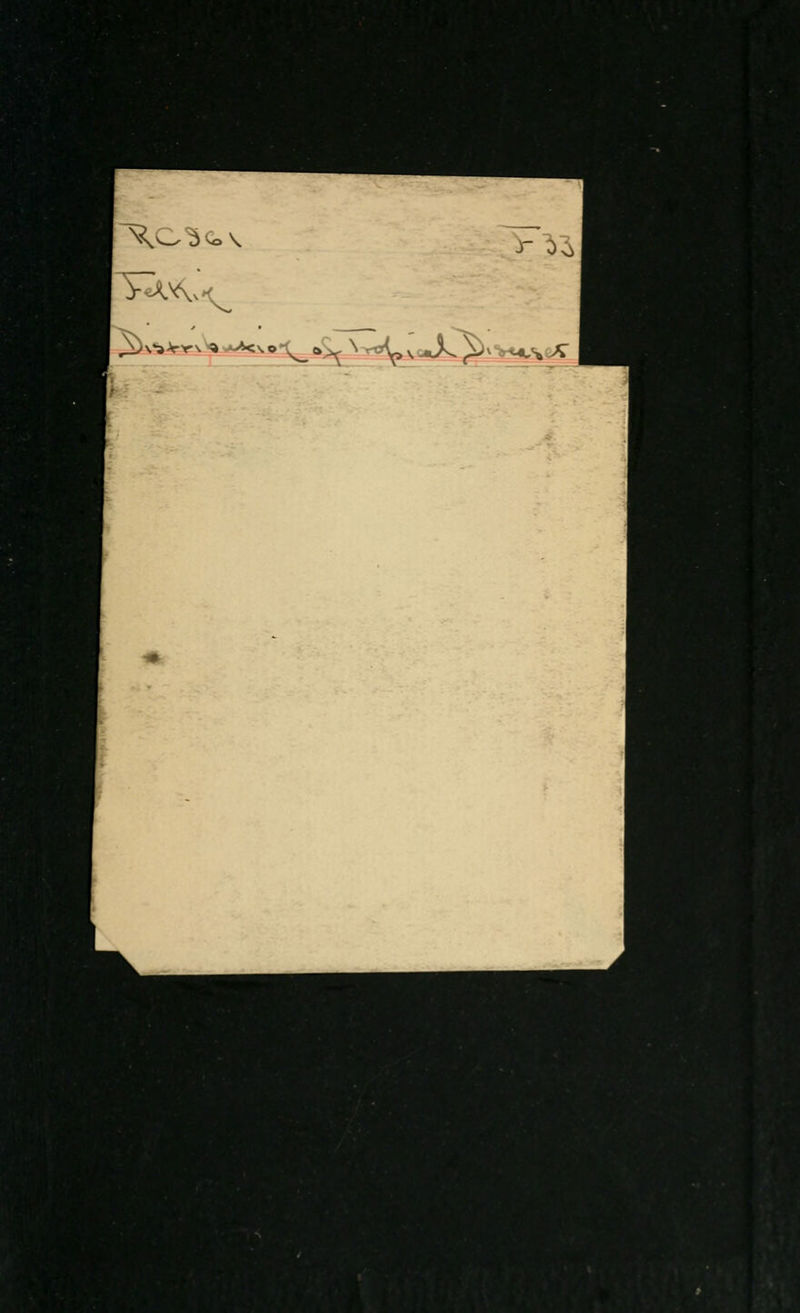 RC961 F33
Felkin
Distribution of Tropical Diseases